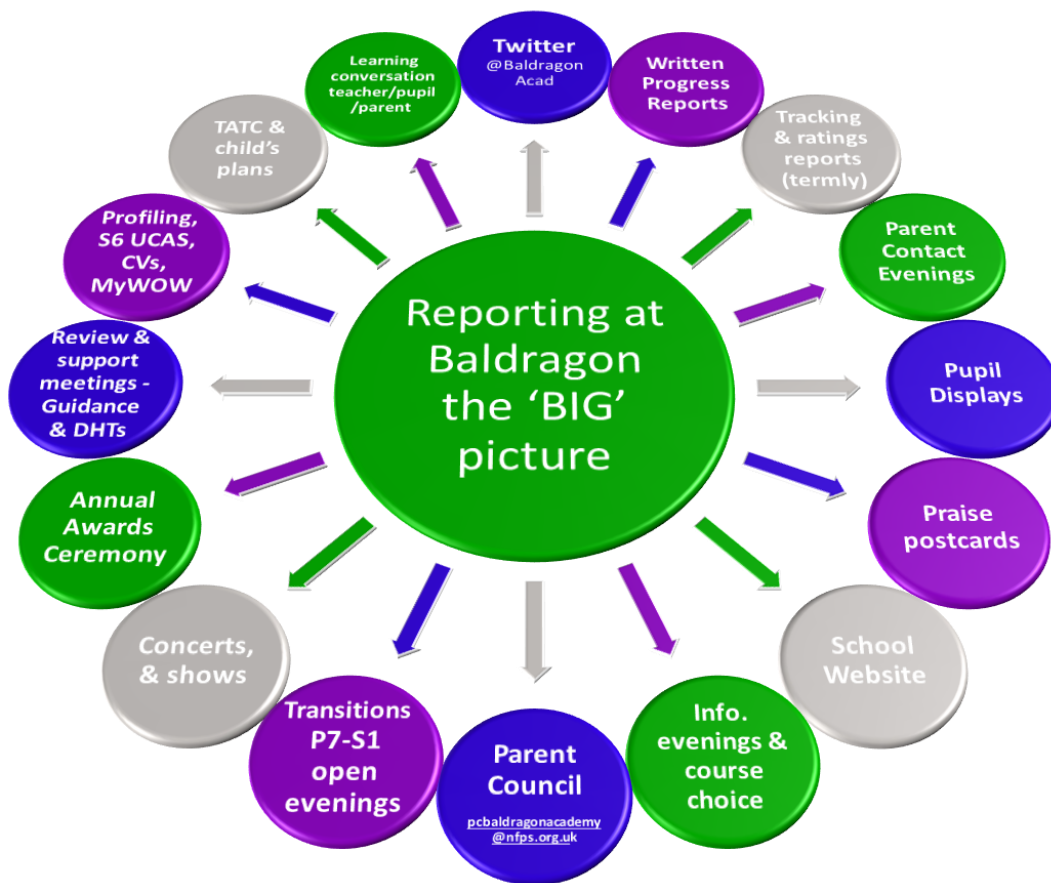 Reporting at
Baldragon
the ‘BIG’
picture
Twitter
@Baldragon
Acad
Written
Progress
Reports
Tracking
& ratings
reports
(termly)
Parent
Contact
Evenings
Pupil
Displays
Praise
postcards
School
Website
Info.
evenings &
course
choice
Parent
Council
pcbaldragonacademy
@nfps.org.uk
Transitions
P7-S1
open
evenings
Concerts,
& shows
Annual
Awards
Ceremony
Review &
support
meetings -
Guidance
& DHTs
Profiling,
S6 UCAS,
CVs,
MyWOW
TATC &
child’s
plans
Learning
conversation
teacher/pupil
/parent